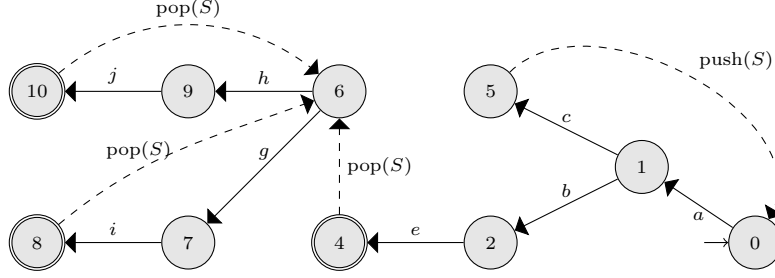 pop(S)
10 j 9 h 6 5 push(S)
c
pop(S) g pop(S) 1
b
a
8 i 7 4 e 2 0